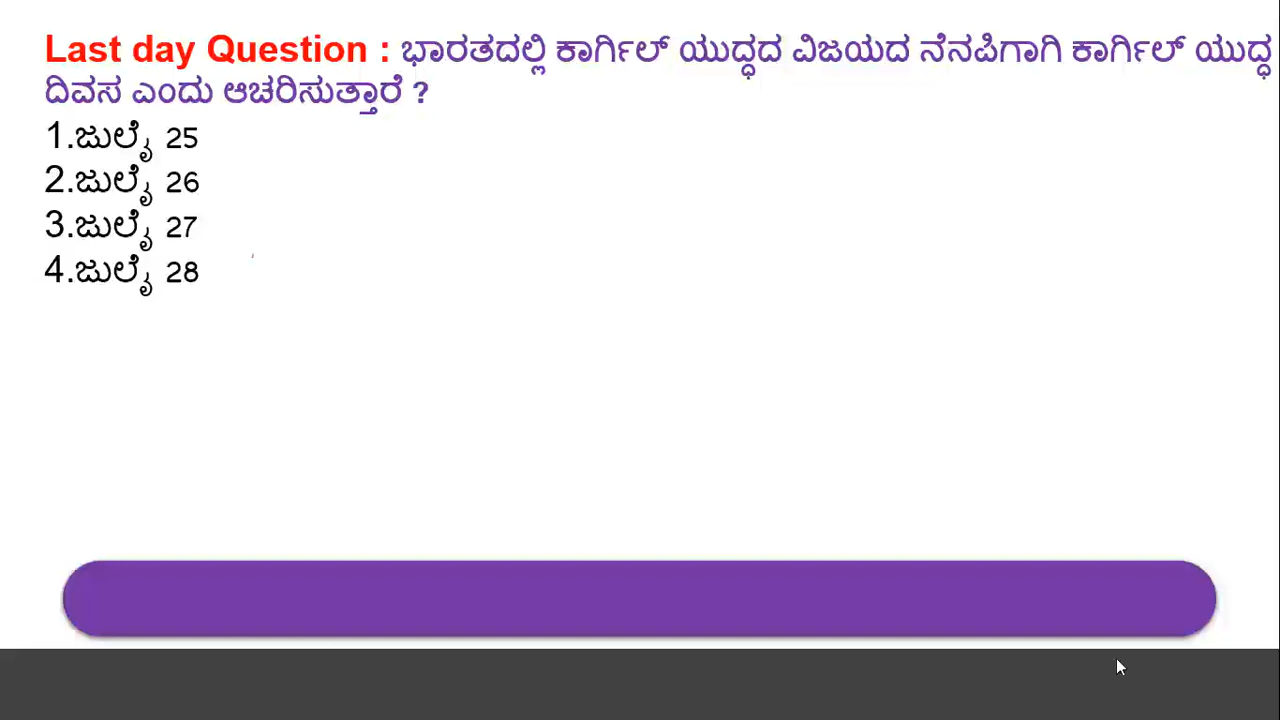 Last day Question : ಭಾರತದಲ್ಲಿ ಕಾರ್ಗಿಲ್ ಯುದ್ಧದ ವಿಜಯದ ನೆನಪಿಗಾಗಿ ಕಾರ್ಗಿಲ್ ಯುದ್ಧ
ದಿವಸ ಎಂದು ಆಚರಿಸುತ್ತಾರೆ ?
1.ಜುಲೈ 25
2.ಜುಲೈ 26
3.ಜುಲೈ 27
4.ಜುಲೈ 28